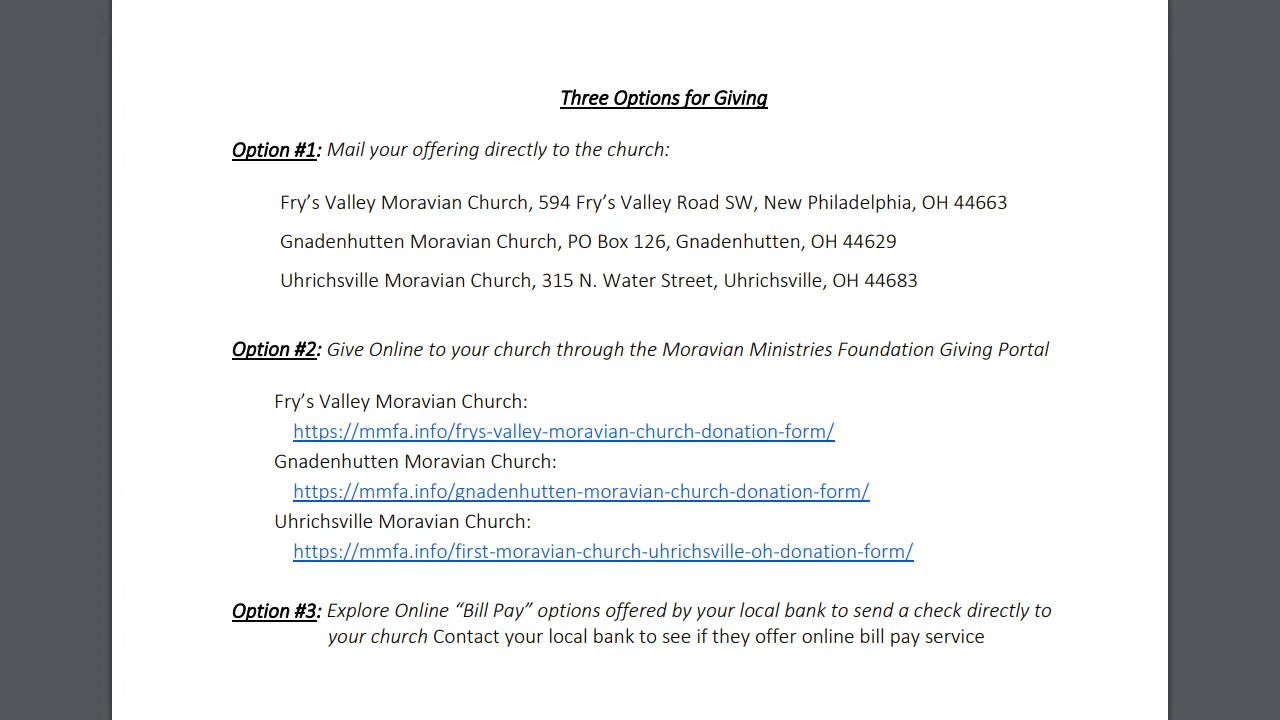 Three Options for Giving
Option #1: Mail your offering directly to the church:
Fry’s Valley Moravian Church, 594 Fry’s Valley Road SW, New Philadelphia, OH 44663
Gnadenhutten Moravian Church, PO Box 126, Gnadenhutten, OH 44629
Uhrichsville Moravian Church, 315 N. Water Street, Uhrichsville, OH 44683
Option #2: Give Online to your church through the Moravian Ministries Foundation Giving Portal
Fry’s Valley Moravian Church:
https://mmfa.info/frys-valley-moravian-church-donation-form/
Gnadenhutten Moravian Church:
https://mmfa.info/gnadenhutten-moravian-church-donation-form/
Uhrichsville Moravian Church:
https://mmfa.info/first-moravian-church-uhrichsville-oh-donation-form/
Option #3: Explore Online “Bill Pay” options offered by your local bank to send a check directly to
your church Contact your local bank to see if they offer online bill pay service